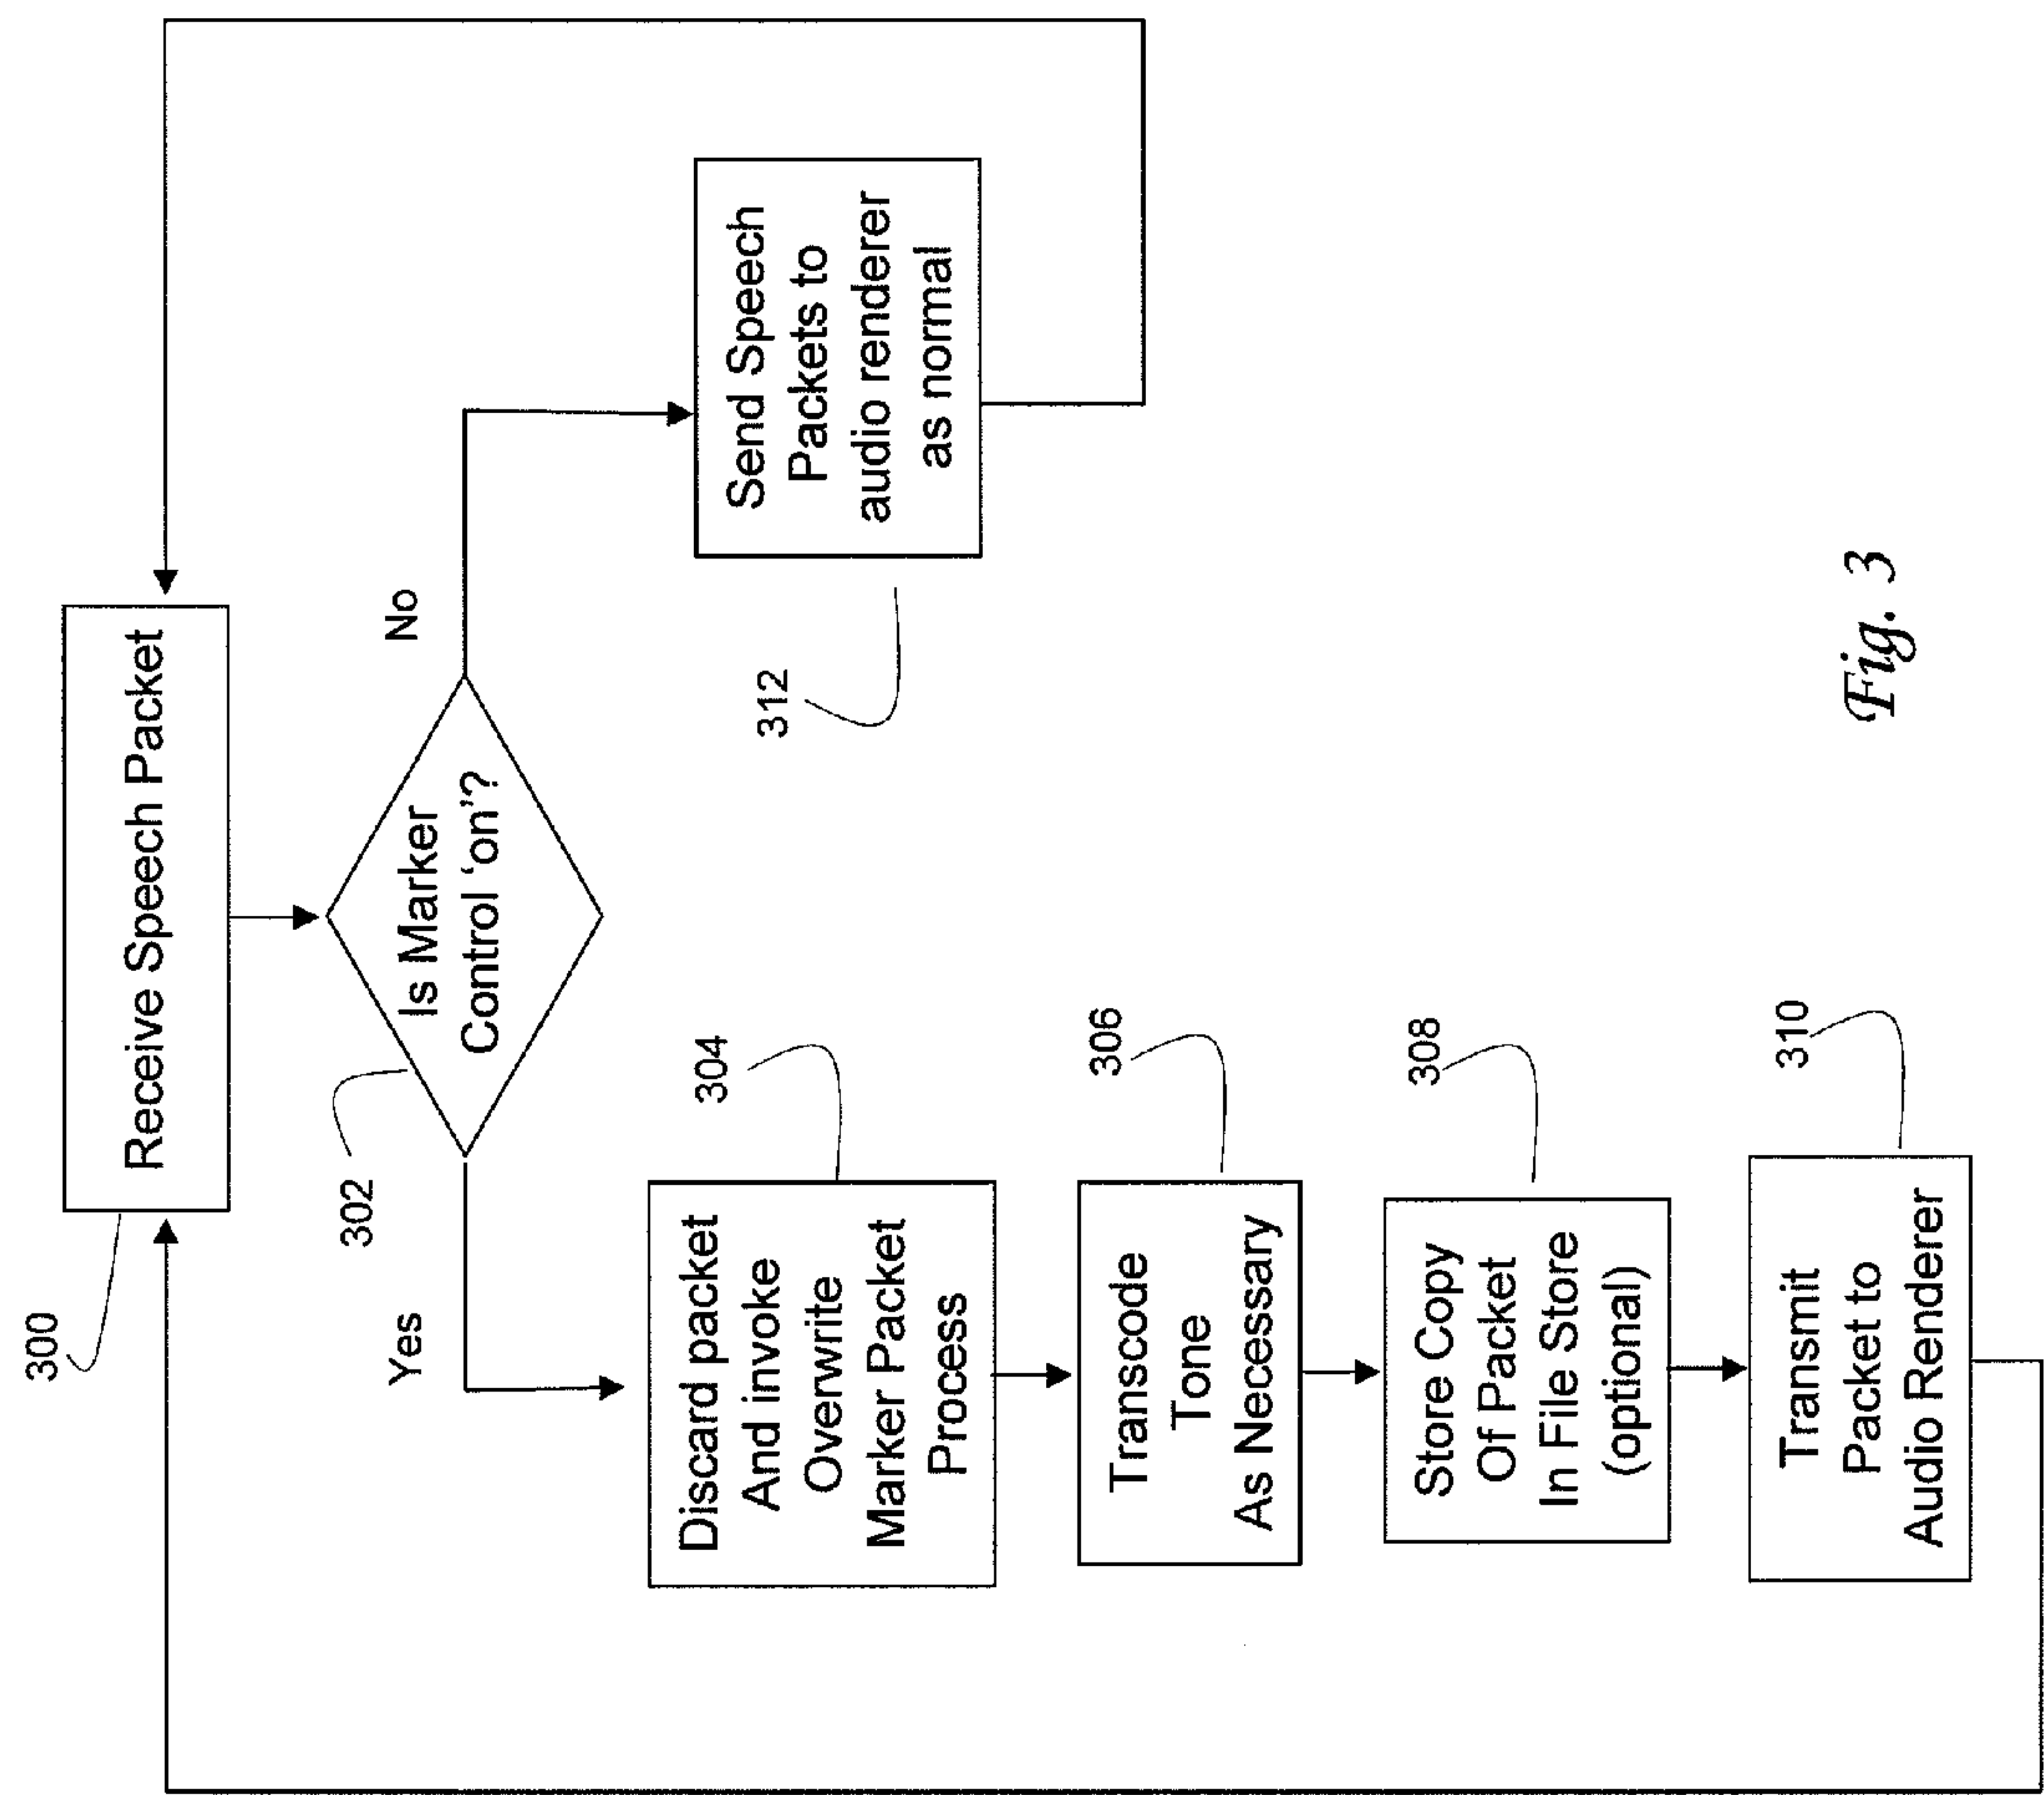 300
Receive Speech Packet
302
Is Marker
Control ‘on’?
Yes
No
304
Discard packet
And invoke
Overwrite
Marker Packet
Process
306
Transcode
Tone
As Necessary
308
Store Copy
Of Packet
In File Store
(optional)
310
Transmit
Packet to
Audio Renderer
312
Send Speech
Packets to
audio renderer
as normal
Fig. 3